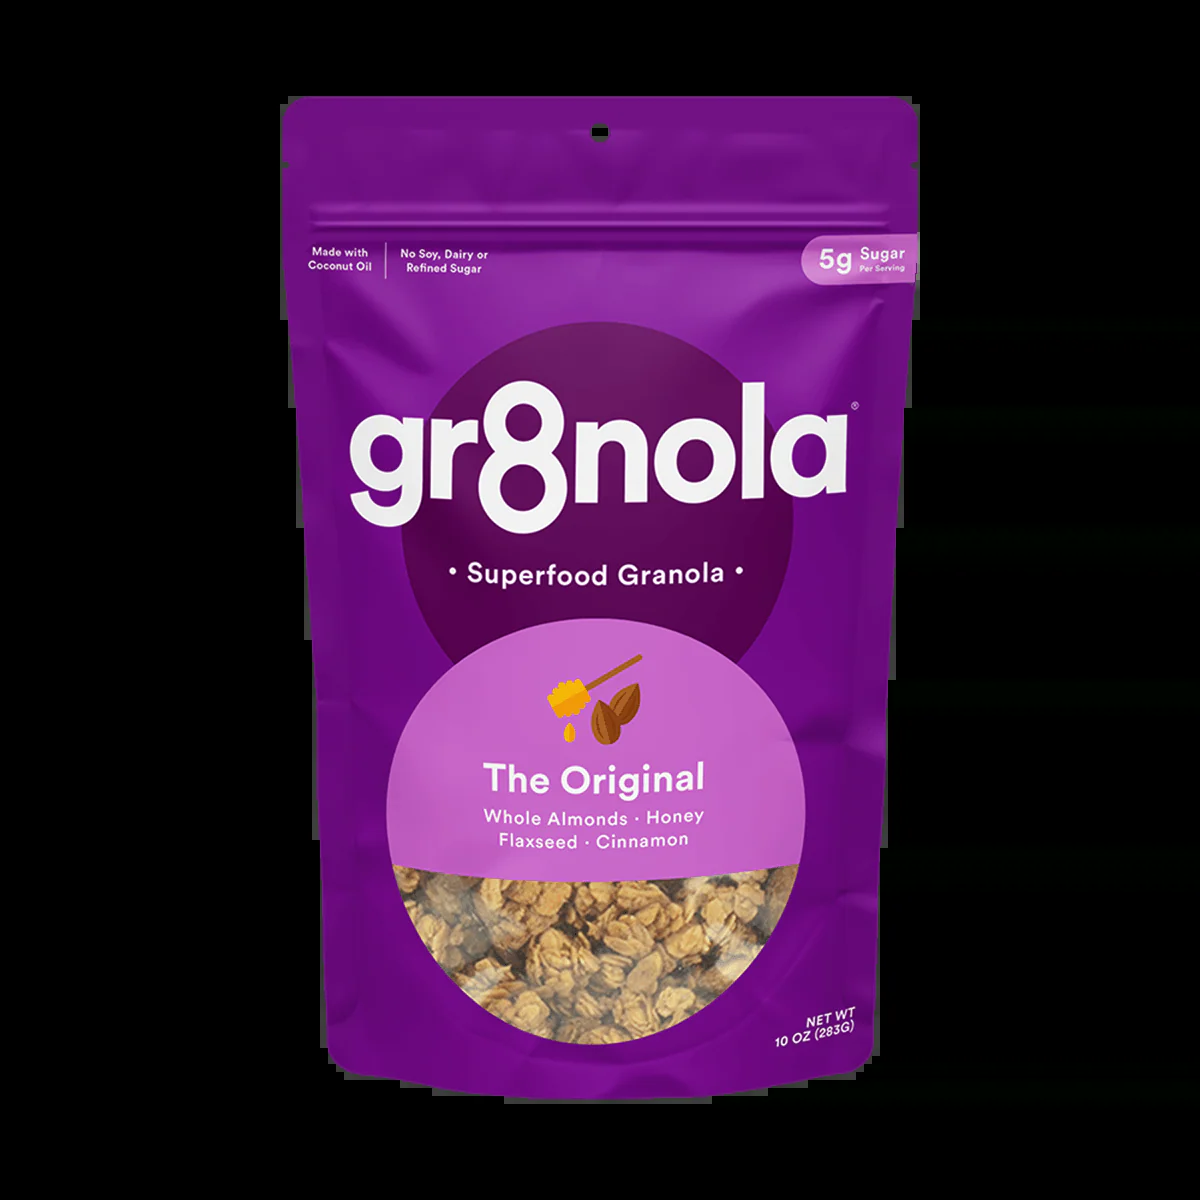 Made with
Coconut Oil
No Soy, Dairy or
Refined Sugar
5g Sugar
Per Serving
gr8nola®
· Superfood Granola ·
The Original
Whole Almonds · Honey
Flaxseed · Cinnamon
NET WT
10 OZ (283G)